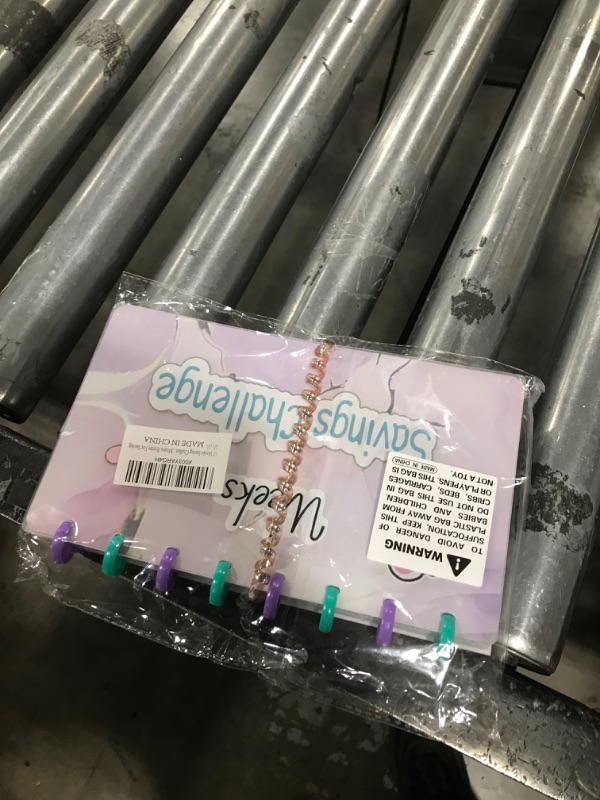 Weeks
Savings Challenge
WARNING
TO AVOID DANGER OF
SUFFOCATION, KEEP THIS
PLASTIC BAG AWAY FROM
BABIES AND CHILDREN.
DO NOT USE THIS BAG IN
CRIBS, BEDS, CARRIAGES
OR PLAYPENS. THIS BAG IS
NOT A TOY.
MADE IN CHINA
MADE IN CHINA